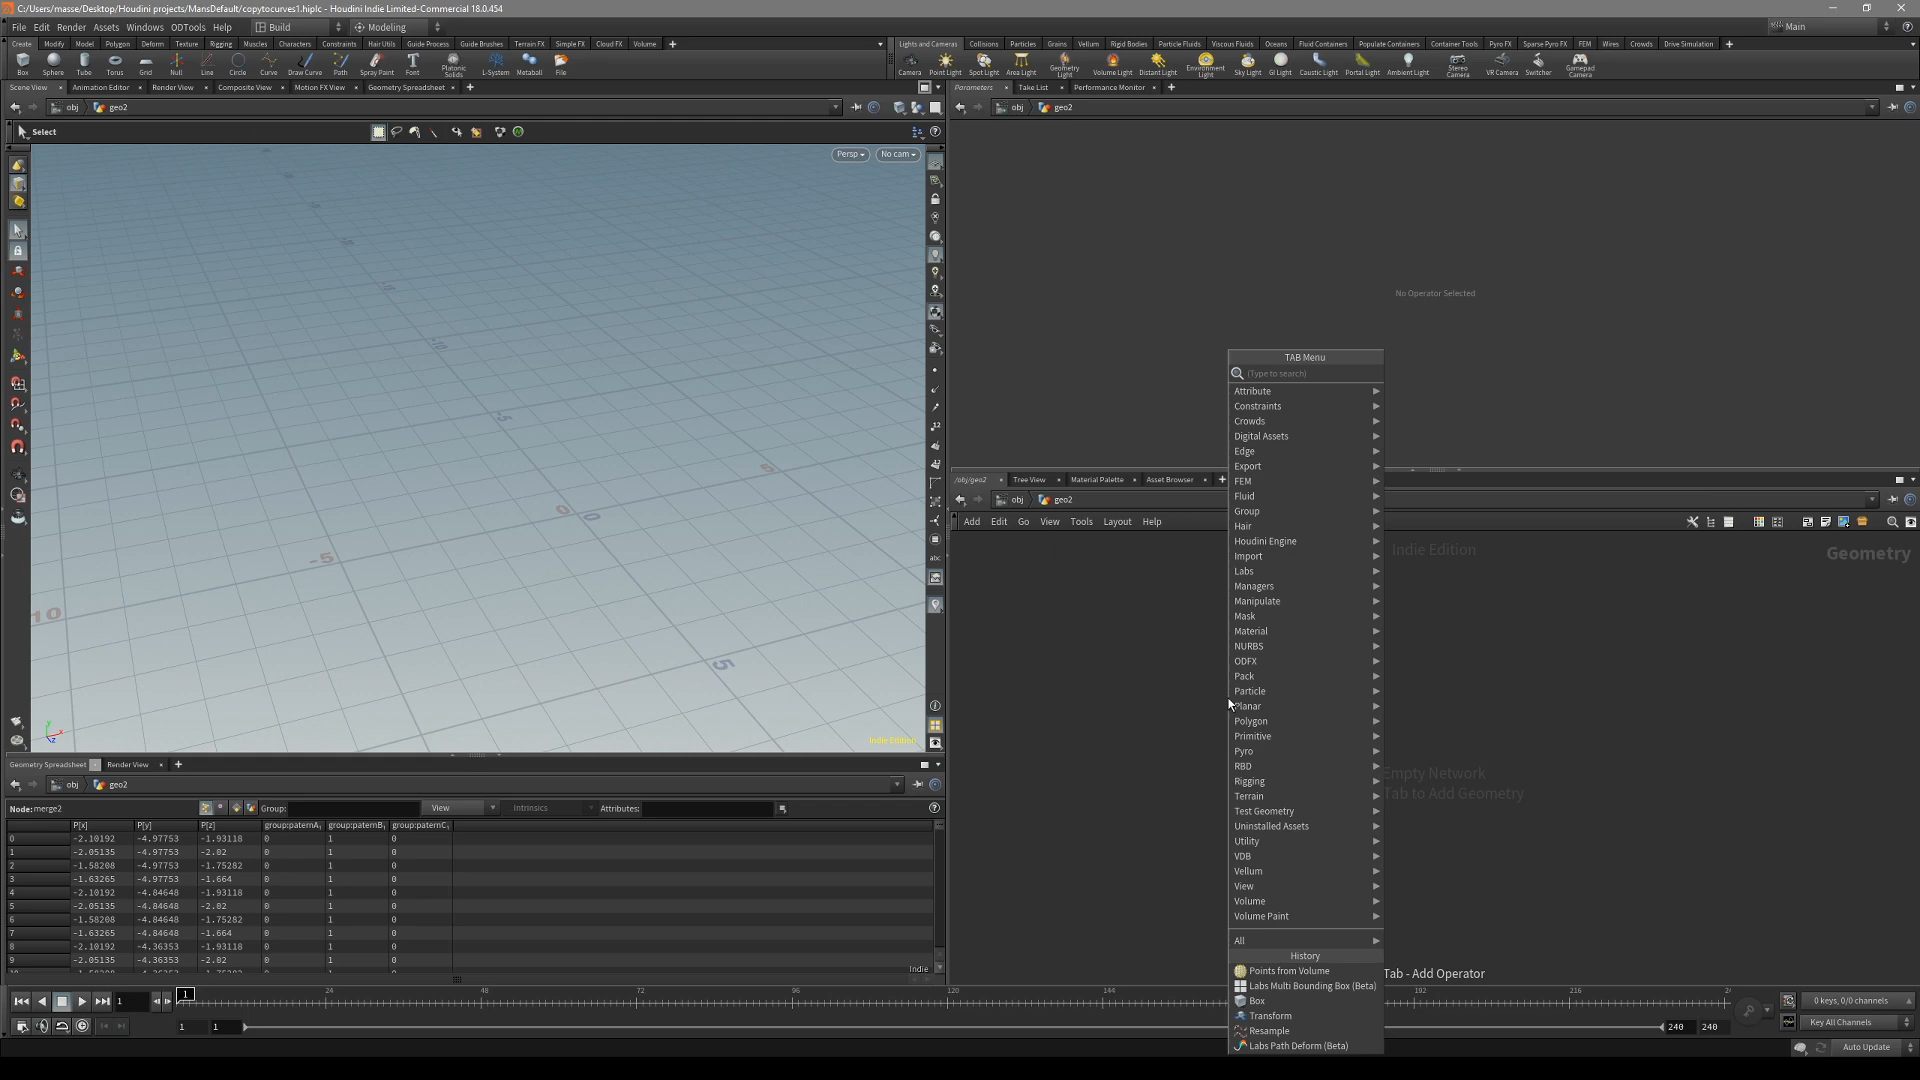 C:/Users/masse/Desktop/Houdini projects/MansDefault/copytocurves1.hiplc - Houdini Indie Limited-Commercial 18.0.454
File Edit Render Assets Windows ODTools Help Build Modeling Main
Create Modify Model Polygon Deform Texture Rigging Muscles Characters Constraints Hair Utils Guide Process Guide Brushes Terrain FX Simple FX Cloud FX Volume
Lights and Cameras Collisions Particles Grains Vellum Rigid Bodies Particle Fluids Viscous Fluids Oceans Fluid Containers Populate Containers Container Tools Pyro FX Sparse Pyro FX FEM Wires Crowds Drive Simulation
Box Sphere Tube Torus Grid Null Line Circle Curve Draw Curve Path Spray Paint Font Platonic Solids L-System Metaball File
Camera Point Light Spot Light Area Light Geometry Light Volume Light Distant Light Environment Light Sky Light GI Light Caustic Light Portal Light Ambient Light Stereo Camera VR Camera Switcher Gamepad Camera
Scene View Animation Editor Render View Composite View Motion FX View Geometry Spreadsheet
Parameters Take List Performance Monitor
obj geo2
obj geo2
Select
Persp No cam
No Operator Selected
-10
-5
5
0 0
-5
10
5
Indie Edition
/obj/geo2 Tree View Material Palette Asset Browser
obj geo2
Add Edit Go View Tools Layout Help
Indie Edition
Geometry
Empty Network
Tab to Add Geometry
Tab - Add Operator
TAB Menu
(Type to search)
Attribute
Constraints
Crowds
Digital Assets
Edge
Export
FEM
Fluid
Group
Hair
Houdini Engine
Import
Labs
Managers
Manipulate
Mask
Material
NURBS
ODFX
Pack
Particle
Planar
Polygon
Primitive
Pyro
RBD
Rigging
Terrain
Test Geometry
Uninstalled Assets
Utility
VDB
Vellum
View
Volume
Volume Paint
All
History
Points from Volume
Labs Multi Bounding Box (Beta)
Box
Transform
Resample
Labs Path Deform (Beta)
Geometry Spreadsheet Render View
obj geo2
Node: merge2 Group: View Intrinsics Attributes:
P[x] P[y] P[z] group:paternA group:paternB group:paternC
0 -2.10192 -4.97753 -1.93118 0 1 0
1 -2.05135 -4.97753 -2.02 0 1 0
2 -1.58208 -4.97753 -1.75282 0 1 0
3 -1.63265 -4.97753 -1.664 0 1 0
4 -2.10192 -4.84648 -1.93118 0 1 0
5 -2.05135 -4.84648 -2.02 0 1 0
6 -1.58208 -4.84648 -1.75282 0 1 0
7 -1.63265 -4.84648 -1.664 0 1 0
8 -2.10192 -4.36353 -1.93118 0 1 0
9 -2.05135 -4.36353 -2.02 0 1 0
Indie
1 1 24 48 72 96 120 144 192 216
0 keys, 0/0 channels
1 1 240 240 Key All Channels
Auto Update